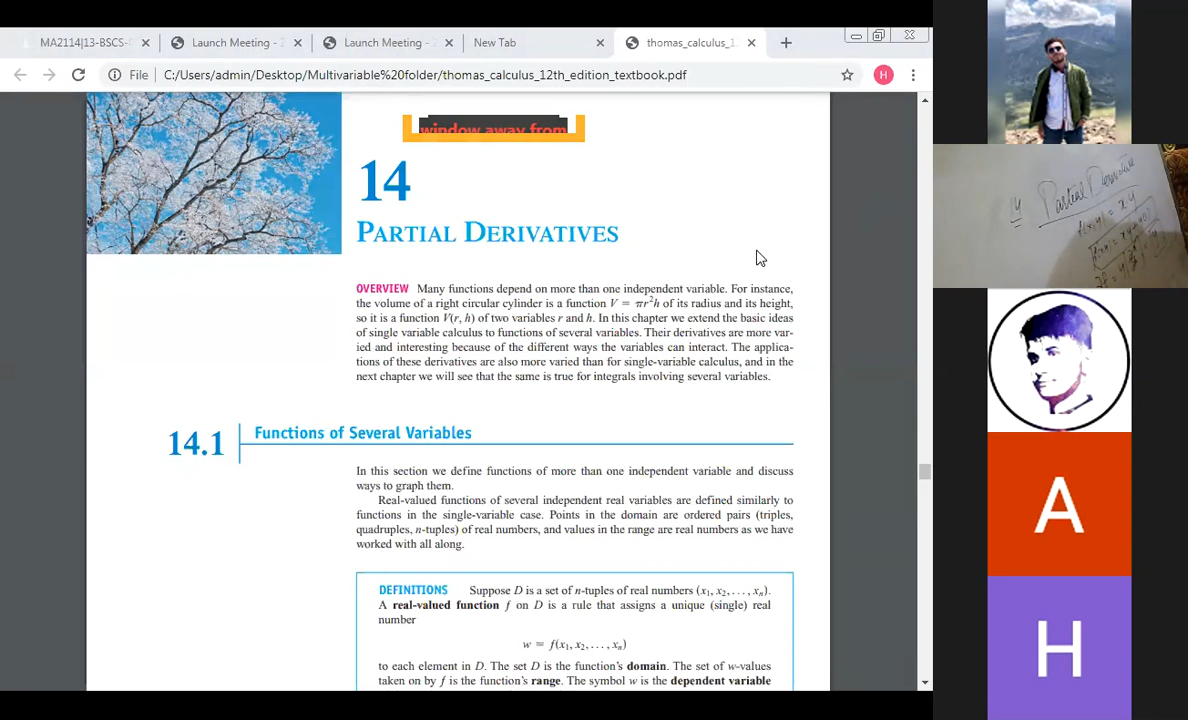 MA2114|13-BSCS-
Launch Meeting - Z
Launch Meeting - Z
New Tab
thomas_calculus_1
File
C:/Users/admin/Desktop/Multivariable%20folder/thomas_calculus_12th_edition_textbook.pdf
H
window away from
14
PARTIAL DERIVATIVES
OVERVIEW Many functions depend on more than one independent variable. For instance,
the volume of a right circular cylinder is a function V = πr²h of its radius and its height,
so it is a function V(r, h) of two variables r and h. In this chapter we extend the basic ideas
of single variable calculus to functions of several variables. Their derivatives are more var-
ied and interesting because of the different ways the variables can interact. The applica-
tions of these derivatives are also more varied than for single-variable calculus, and in the
next chapter we will see that the same is true for integrals involving several variables.
14.1 Functions of Several Variables
In this section we define functions of more than one independent variable and discuss
ways to graph them.
Real-valued functions of several independent real variables are defined similarly to
functions in the single-variable case. Points in the domain are ordered pairs (triples,
quadruples, n-tuples) of real numbers, and values in the range are real numbers as we have
worked with all along.
DEFINITIONS Suppose D is a set of n-tuples of real numbers (x₁, x₂, . . . , xₙ).
A real-valued function f on D is a rule that assigns a unique (single) real
number
w = f(x₁, x₂, . . . , xₙ)
to each element in D. The set D is the function's domain. The set of w-values
taken on by f is the function's range. The symbol w is the dependent variable
14 Partial Derivative
A
H